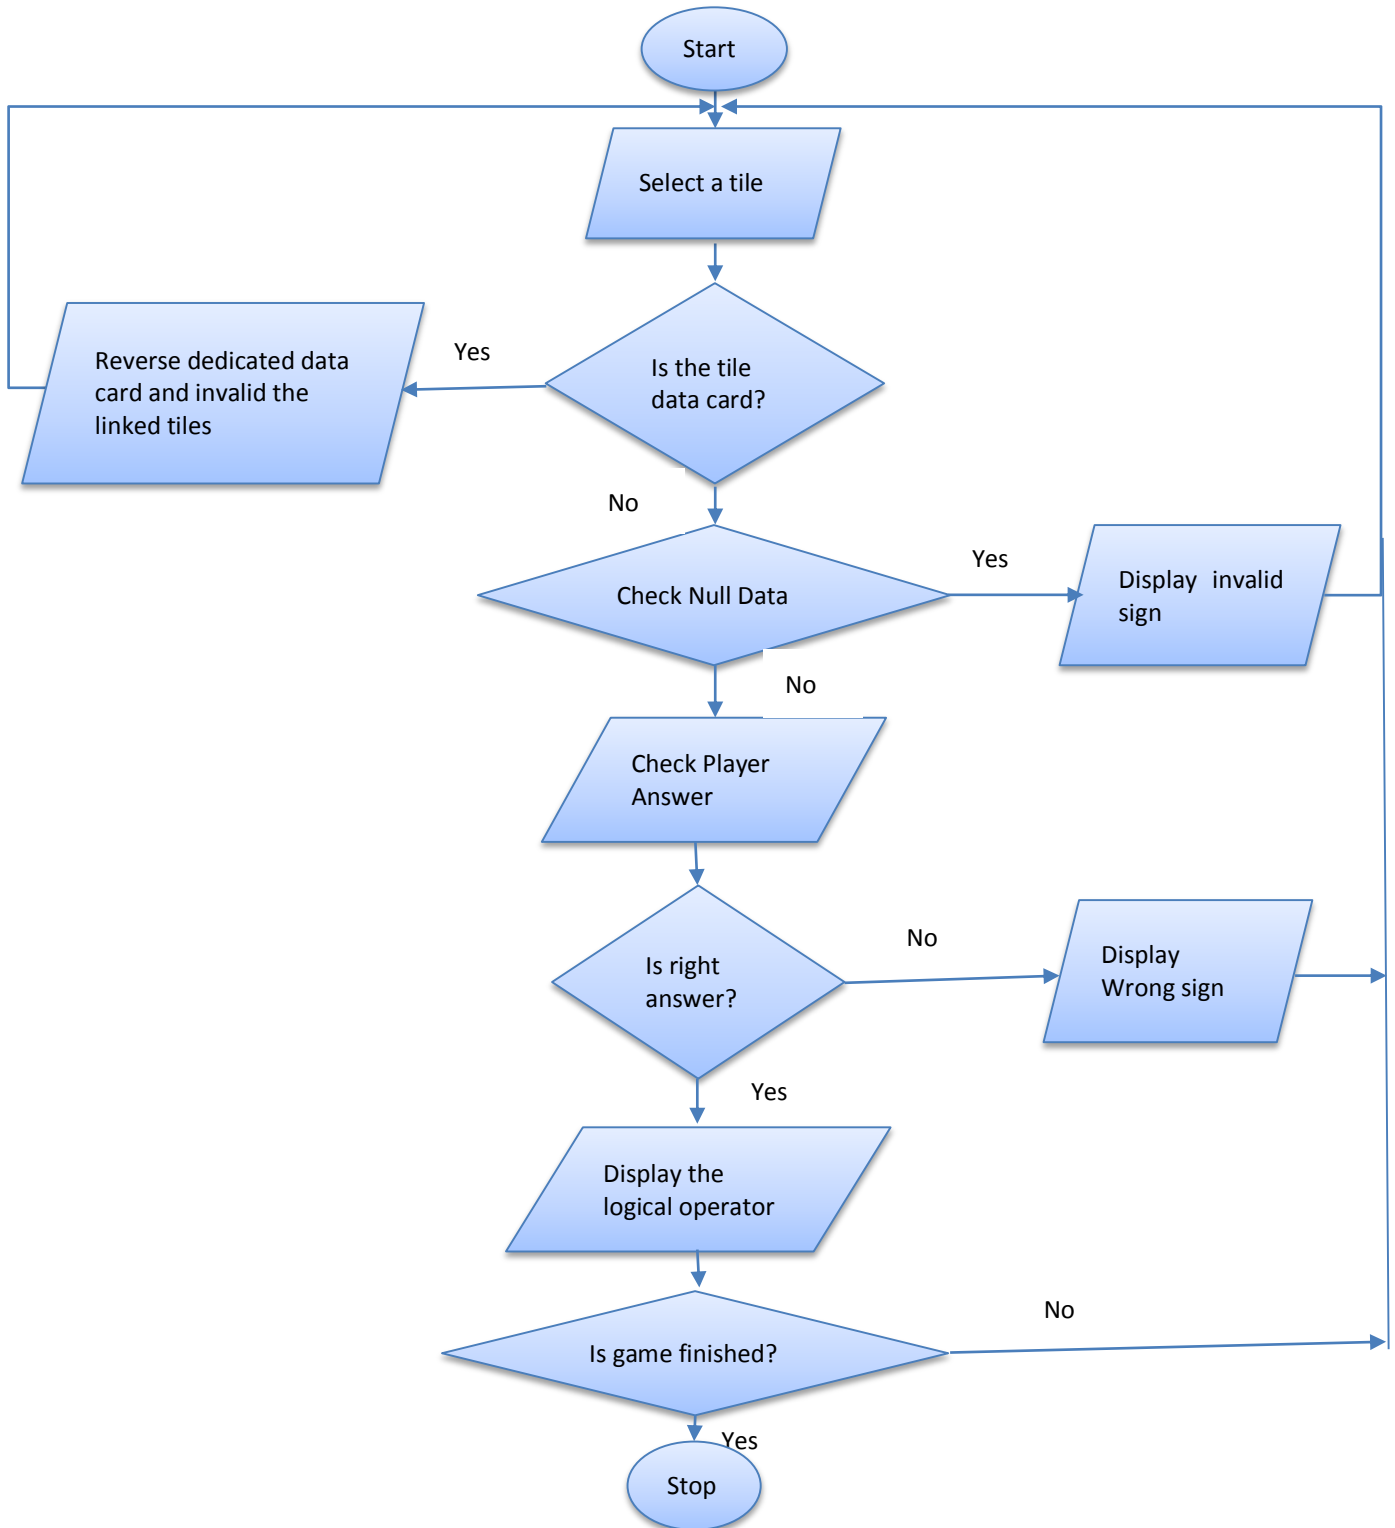 Start
Select a tile
Is the tile
data card?
Yes
Reverse dedicated data
card and invalid the
linked tiles
No
Check Null Data
Yes
Display invalid
sign
No
Check Player
Answer
Is right
answer?
No
Display
Wrong sign
Yes
Display the
logical operator
Is game finished?
No
Yes
Stop